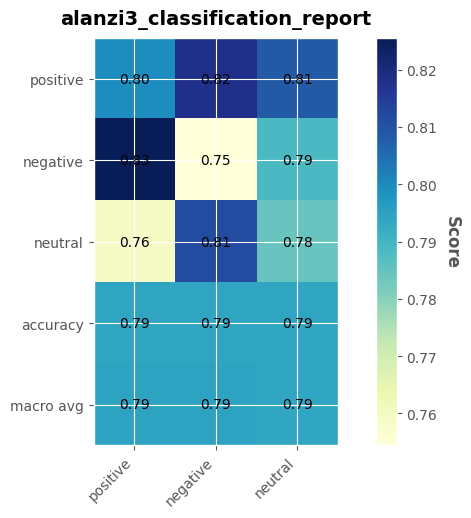 alanzi3_classification_report
positive 0.80 0.82 0.81
negative 0.83 0.75 0.79
neutral 0.76 0.81 0.78
accuracy 0.79 0.79 0.79
macro avg 0.79 0.79 0.79
positive negative neutral
0.82
0.81
0.80
0.79
0.78
0.77
0.76
Score